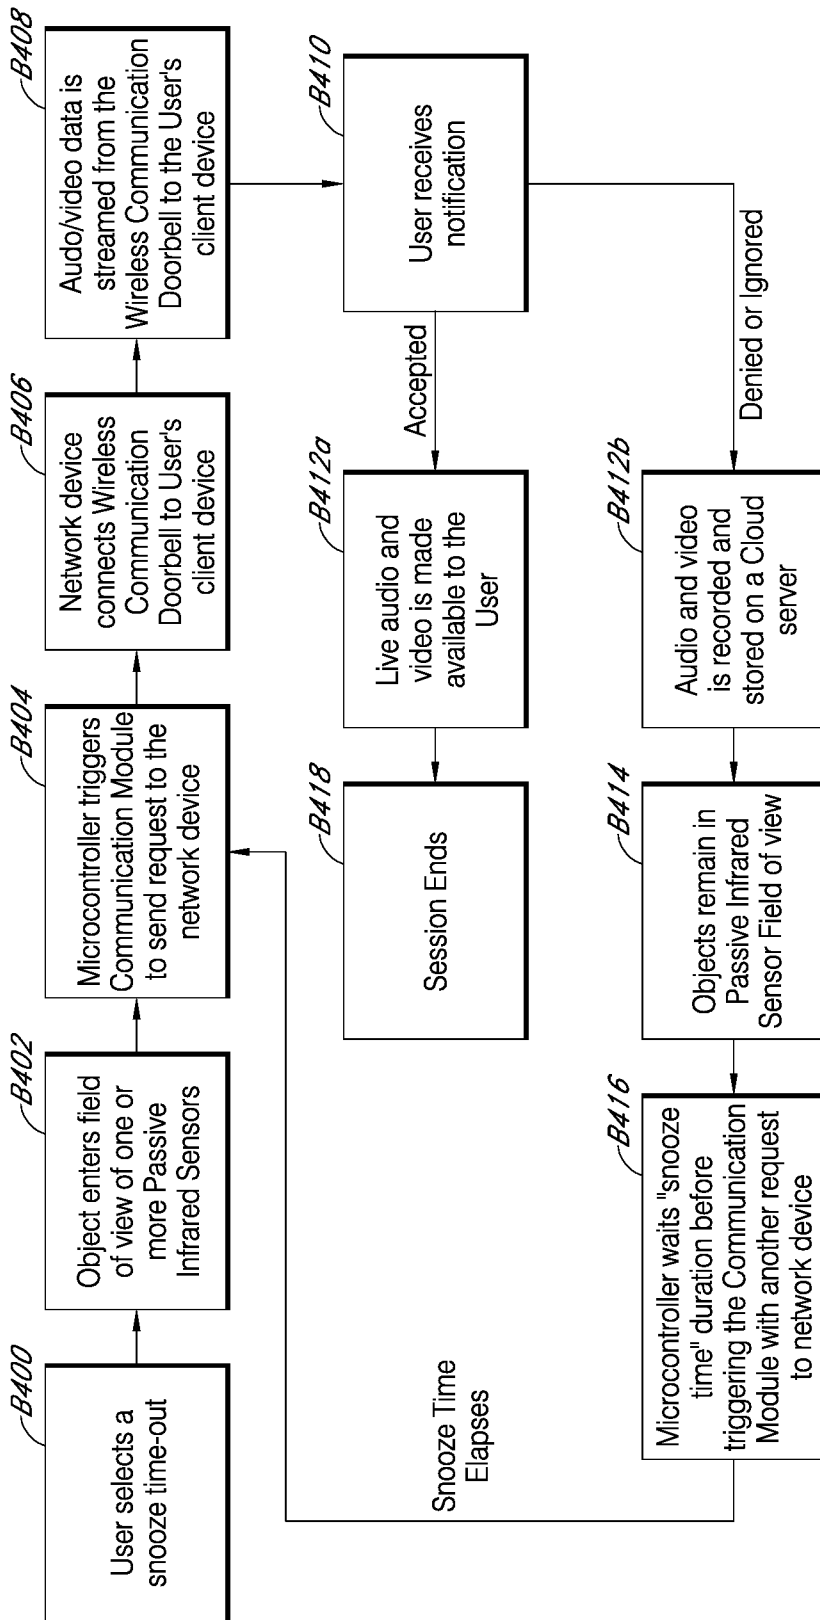 B400
User selects a
snooze time-out
B402
Object enters field
of view of one or
more Passive
Infrared Sensors
B404
Microcontroller triggers
Communication Module
to send request to the
network device
B406
Network device
connects Wireless
Communication
Doorbell to User's
client device
B408
Audo/video data is
streamed from the
Wireless Communication
Doorbell to the User's
client device
B410
User receives
notification
Accepted
B412a
Live audio and
video is made
available to the
User
B418
Session Ends
Denied or Ignored
B412b
Audio and video
is recorded and
stored on a Cloud
server
B414
Objects remain in
Passive Infrared
Sensor Field of view
B416
Microcontroller waits "snooze
time" duration before
triggering the Communication
Module with another request
to network device
Snooze Time
Elapses